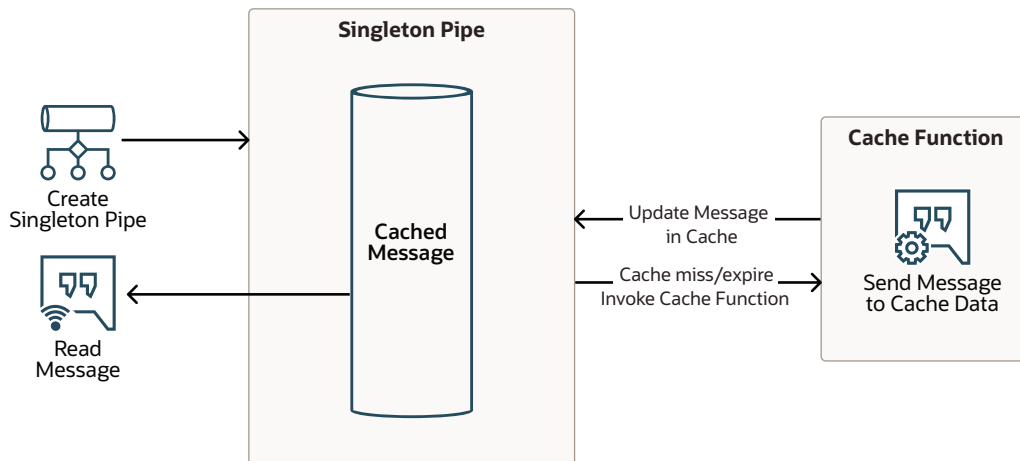 Singleton Pipe
Create
Singleton Pipe
Cached
Message
Read
Message
Update Message
in Cache
Cache miss/expire
Invoke Cache Function
Cache Function
Send Message
to Cache Data